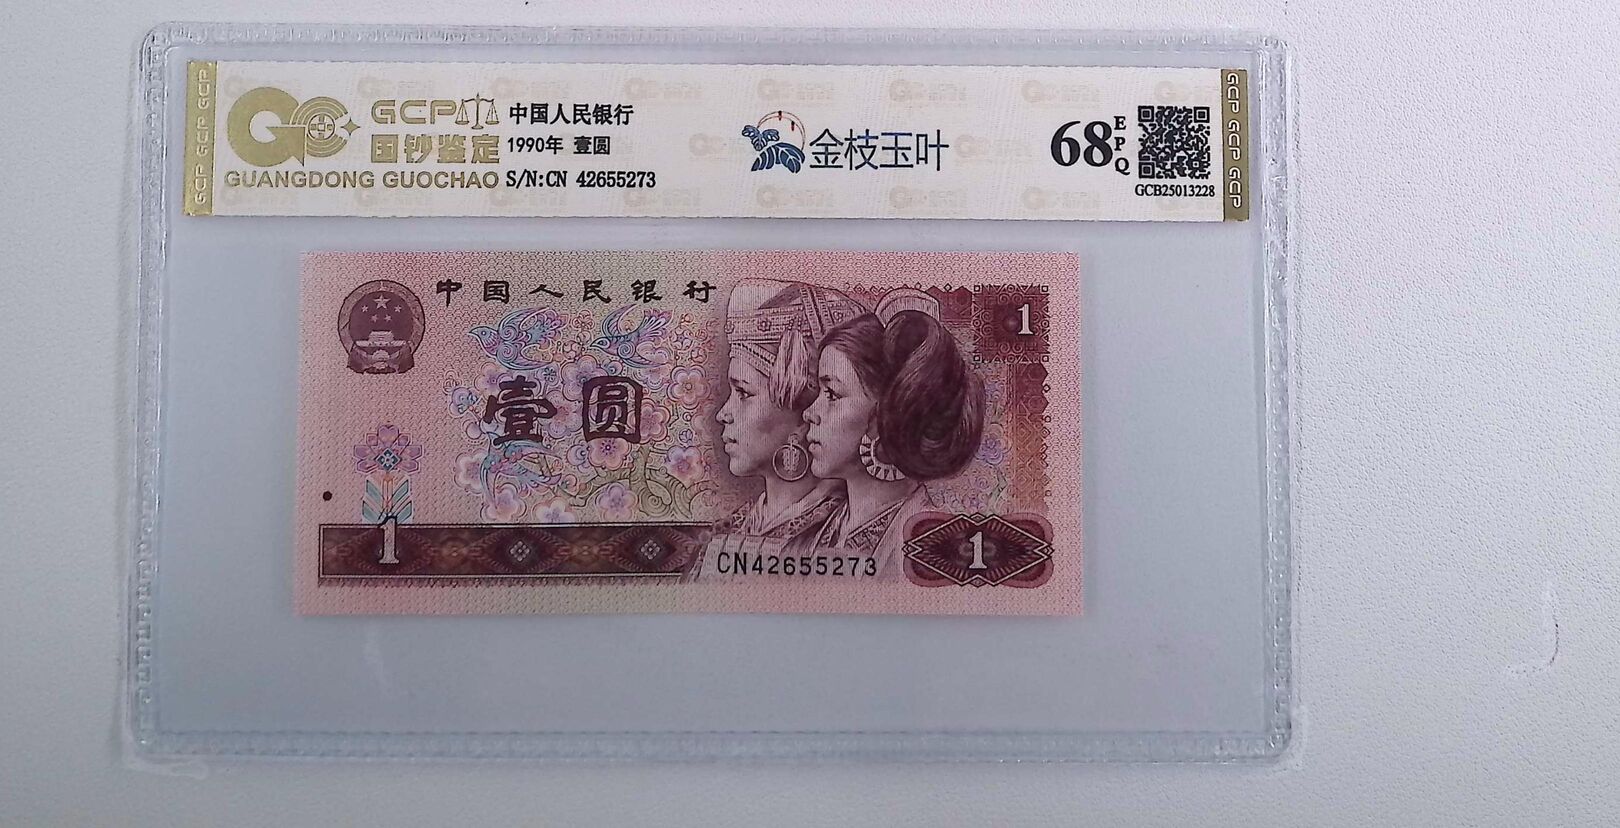 GCP GCP GCP
GCP
国钞鉴定
GUANGDONG GUOCHAO
中国人民银行
1990年 壹圆
S/N:CN 42655273
金枝玉叶
68
EPQ
GCB25013228
GCP GCP GCP
中国人民银行
1
壹圆
1
CN42655273
1